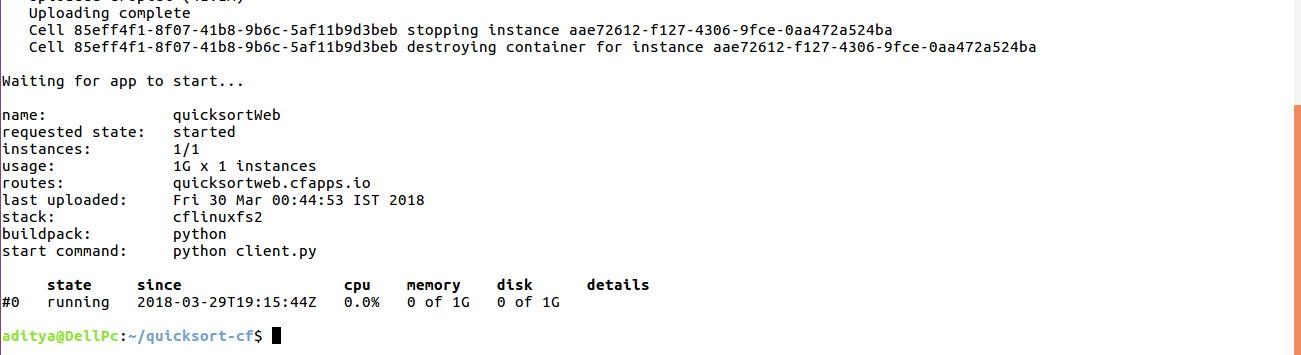 Uploading complete
Cell 85eff4f1-8f07-41b8-9b6c-5af11b9d3beb stopping instance aae72612-f127-4306-9fce-0aa472a524ba
Cell 85eff4f1-8f07-41b8-9b6c-5af11b9d3beb destroying container for instance aae72612-f127-4306-9fce-0aa472a524ba
Waiting for app to start...
name: quicksortWeb
requested state: started
instances: 1/1
usage: 1G x 1 instances
routes: quicksortweb.cfapps.io
last uploaded: Fri 30 Mar 00:44:53 IST 2018
stack: cflinuxfs2
buildpack: python
start command: python client.py
state since cpu memory disk details
#0 running 2018-03-29T19:15:44Z 0.0% 0 of 1G 0 of 1G
aditya@DellPc:~/quicksort-cf$